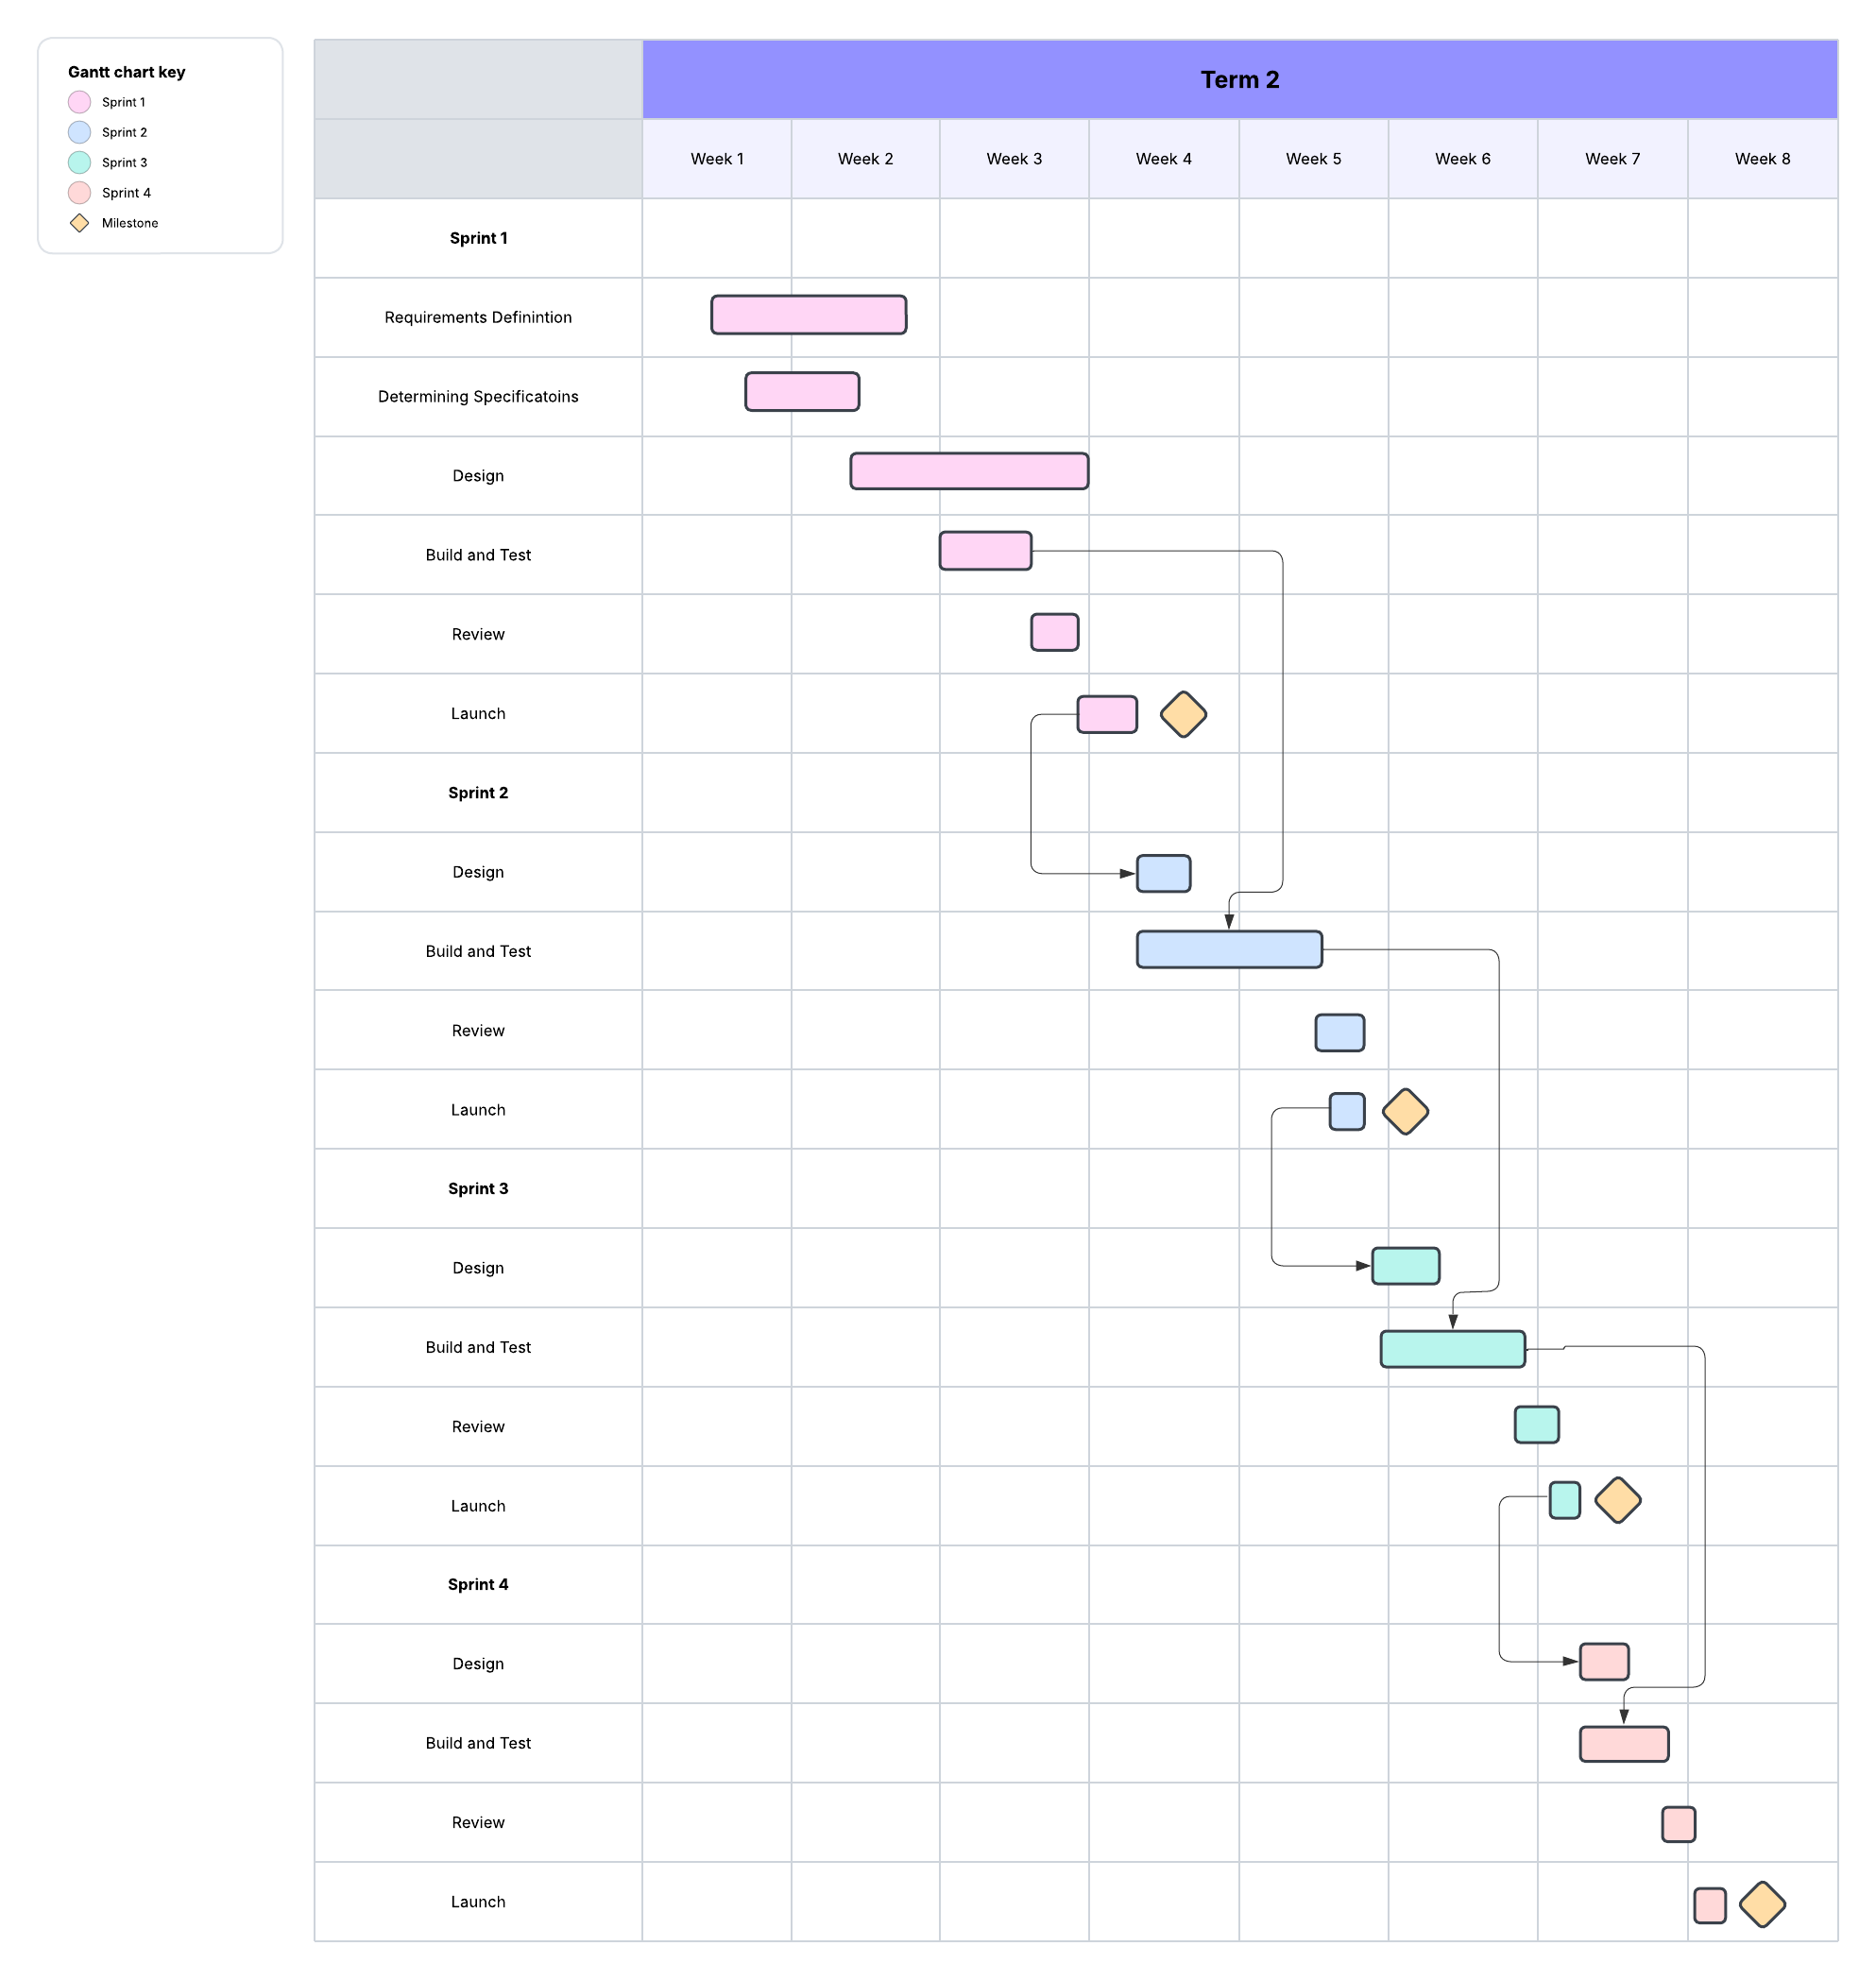 Gantt chart key
Sprint 1
Sprint 2
Sprint 3
Sprint 4
Milestone
Term 2
Week 1 Week 2 Week 3 Week 4 Week 5 Week 6 Week 7 Week 8
Sprint 1
Requirements Definintion
Determining Specificatoins
Design
Build and Test
Review
Launch
Sprint 2
Design
Build and Test
Review
Launch
Sprint 3
Design
Build and Test
Review
Launch
Sprint 4
Design
Build and Test
Review
Launch